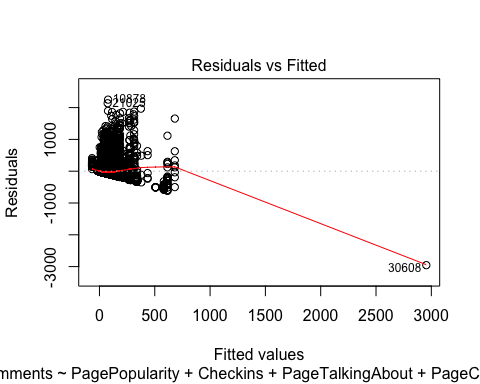 Residuals vs Fitted
10878
21025
30608
1000
0
-1000
-3000
Residuals
0 500 1000 1500 2000 2500 3000
Fitted values
mments ~ PagePopularity + Checkins + PageTalkingAbout + PageC